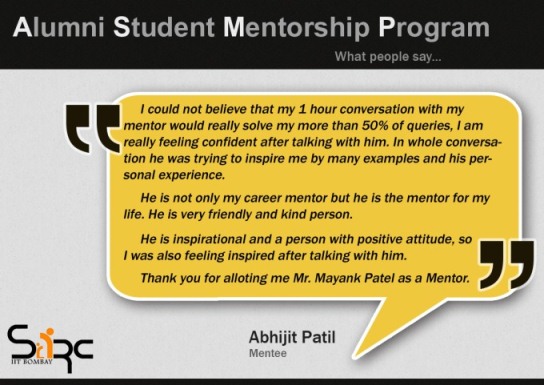 Alumni Student Mentorship Program
What people say...
I could not believe that my 1 hour conversation with my
mentor would really solve my more than 50% of queries, I am
really feeling confident after talking with him. In whole conversa-
tion he was trying to inspire me by many examples and his per-
sonal experience.
He is not only my career mentor but he is the mentor for my
life. He is very friendly and kind person.
He is inspirational and a person with positive attitude, so
I was also feeling inspired after talking with him.
Thank you for alloting me Mr. Mayank Patel as a Mentor.
Abhijit Patil
Mentee
SARC
IIT BOMBAY